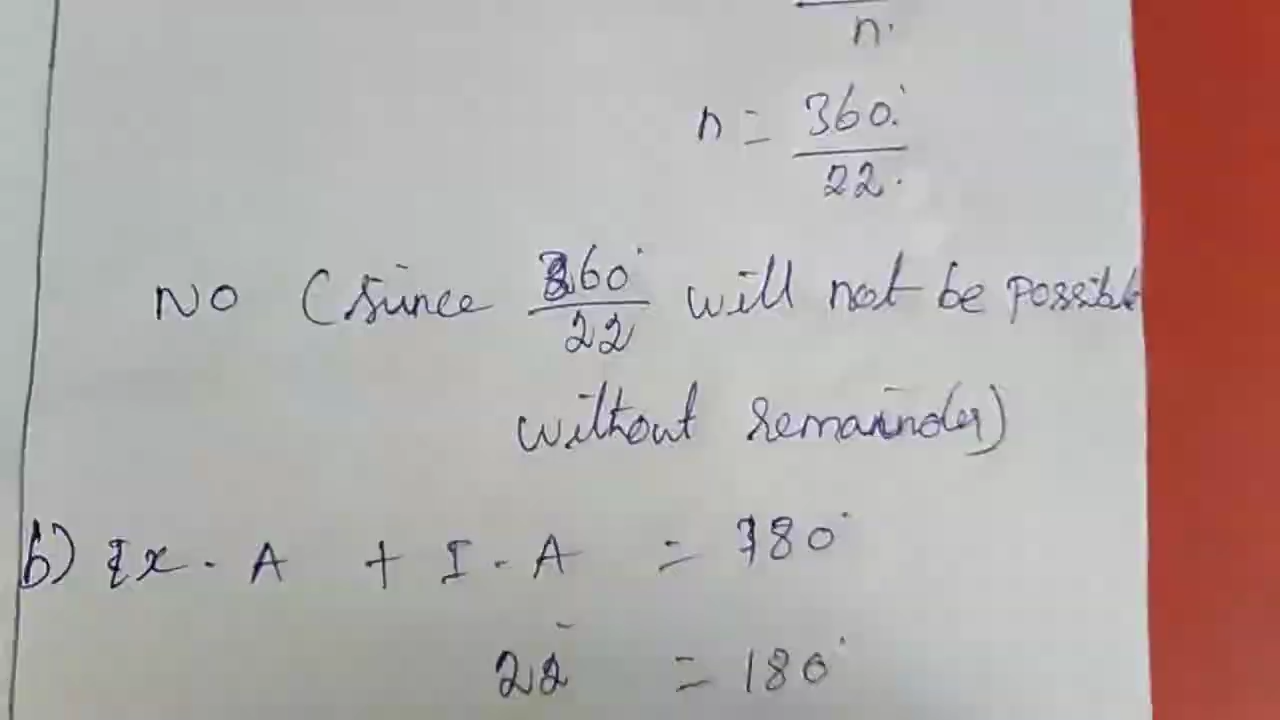 n.
n = 360°/22.
NO (since 360°/22 will not be possible
without remainder)
b) Ex. A + I. A = 180°
22 = 180°